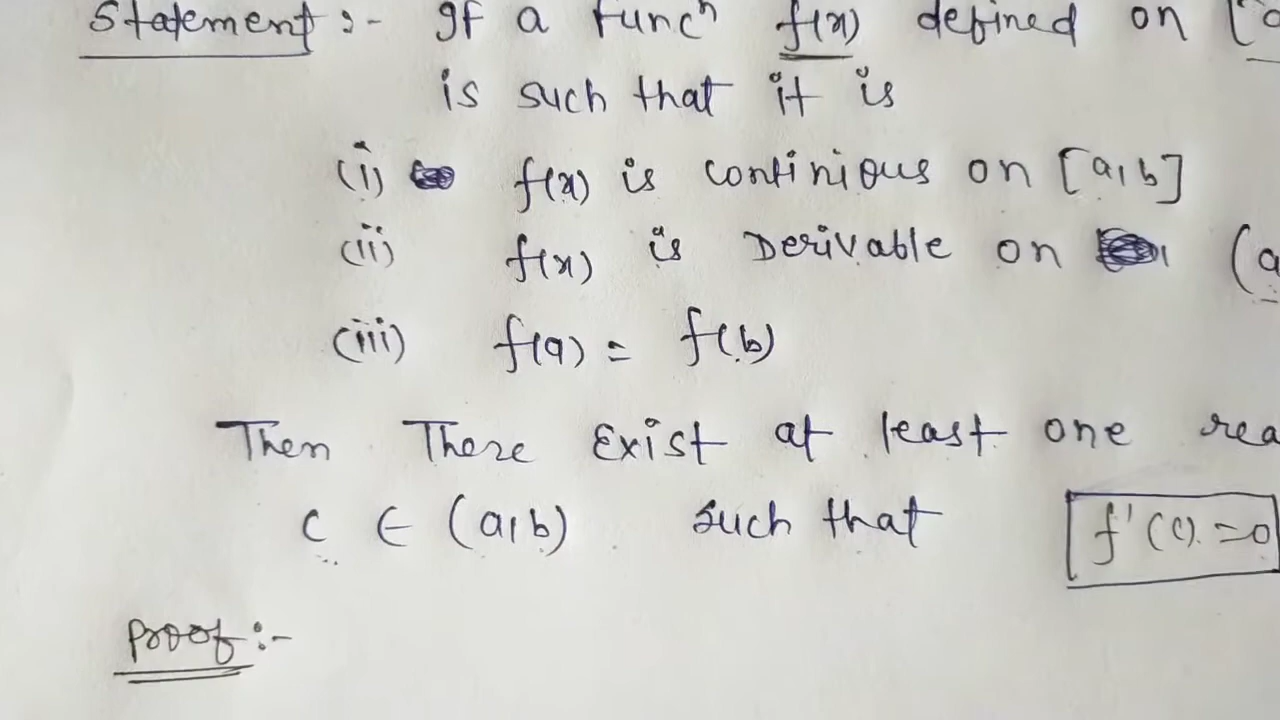 Statement :- If a funcⁿ f(x) defined on [a
is such that it is
(i) f(x) is continious on [a,b]
(ii) f(x) is Derivable on (a
(iii) f(a) = f(b)
Then There Exist at least one rea
c ∈ (a,b) such that f'(c) = 0
Proof :-